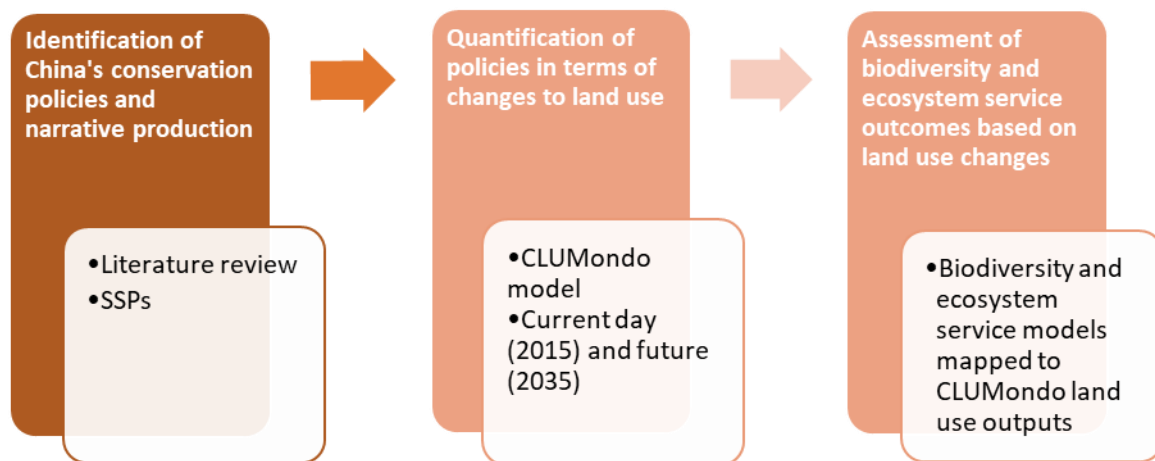 Identification of
China's conservation
policies and
narrative production
•Literature review
•SSPs
Quantification of
policies in terms of
changes to land use
•CLUMondo
model
•Current day
(2015) and future
(2035)
Assessment of
biodiversity and
ecosystem service
outcomes based on
land use changes
•Biodiversity and
ecosystem
service models
mapped to
CLUMondo land
use outputs